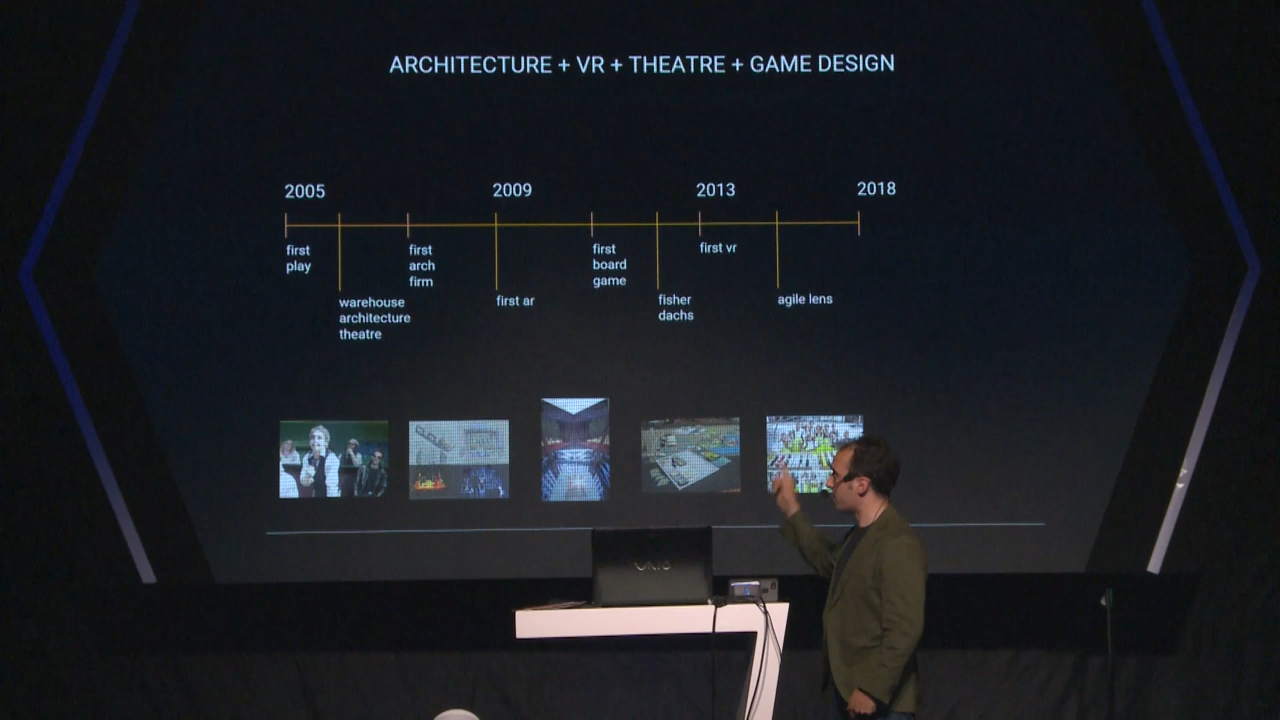 ARCHITECTURE + VR + THEATRE + GAME DESIGN
2005
2009
2013
2018
first
play
warehouse
architecture
theatre
first
arch
firm
first ar
first
board
game
fisher
dachs
first vr
agile lens
VAIO